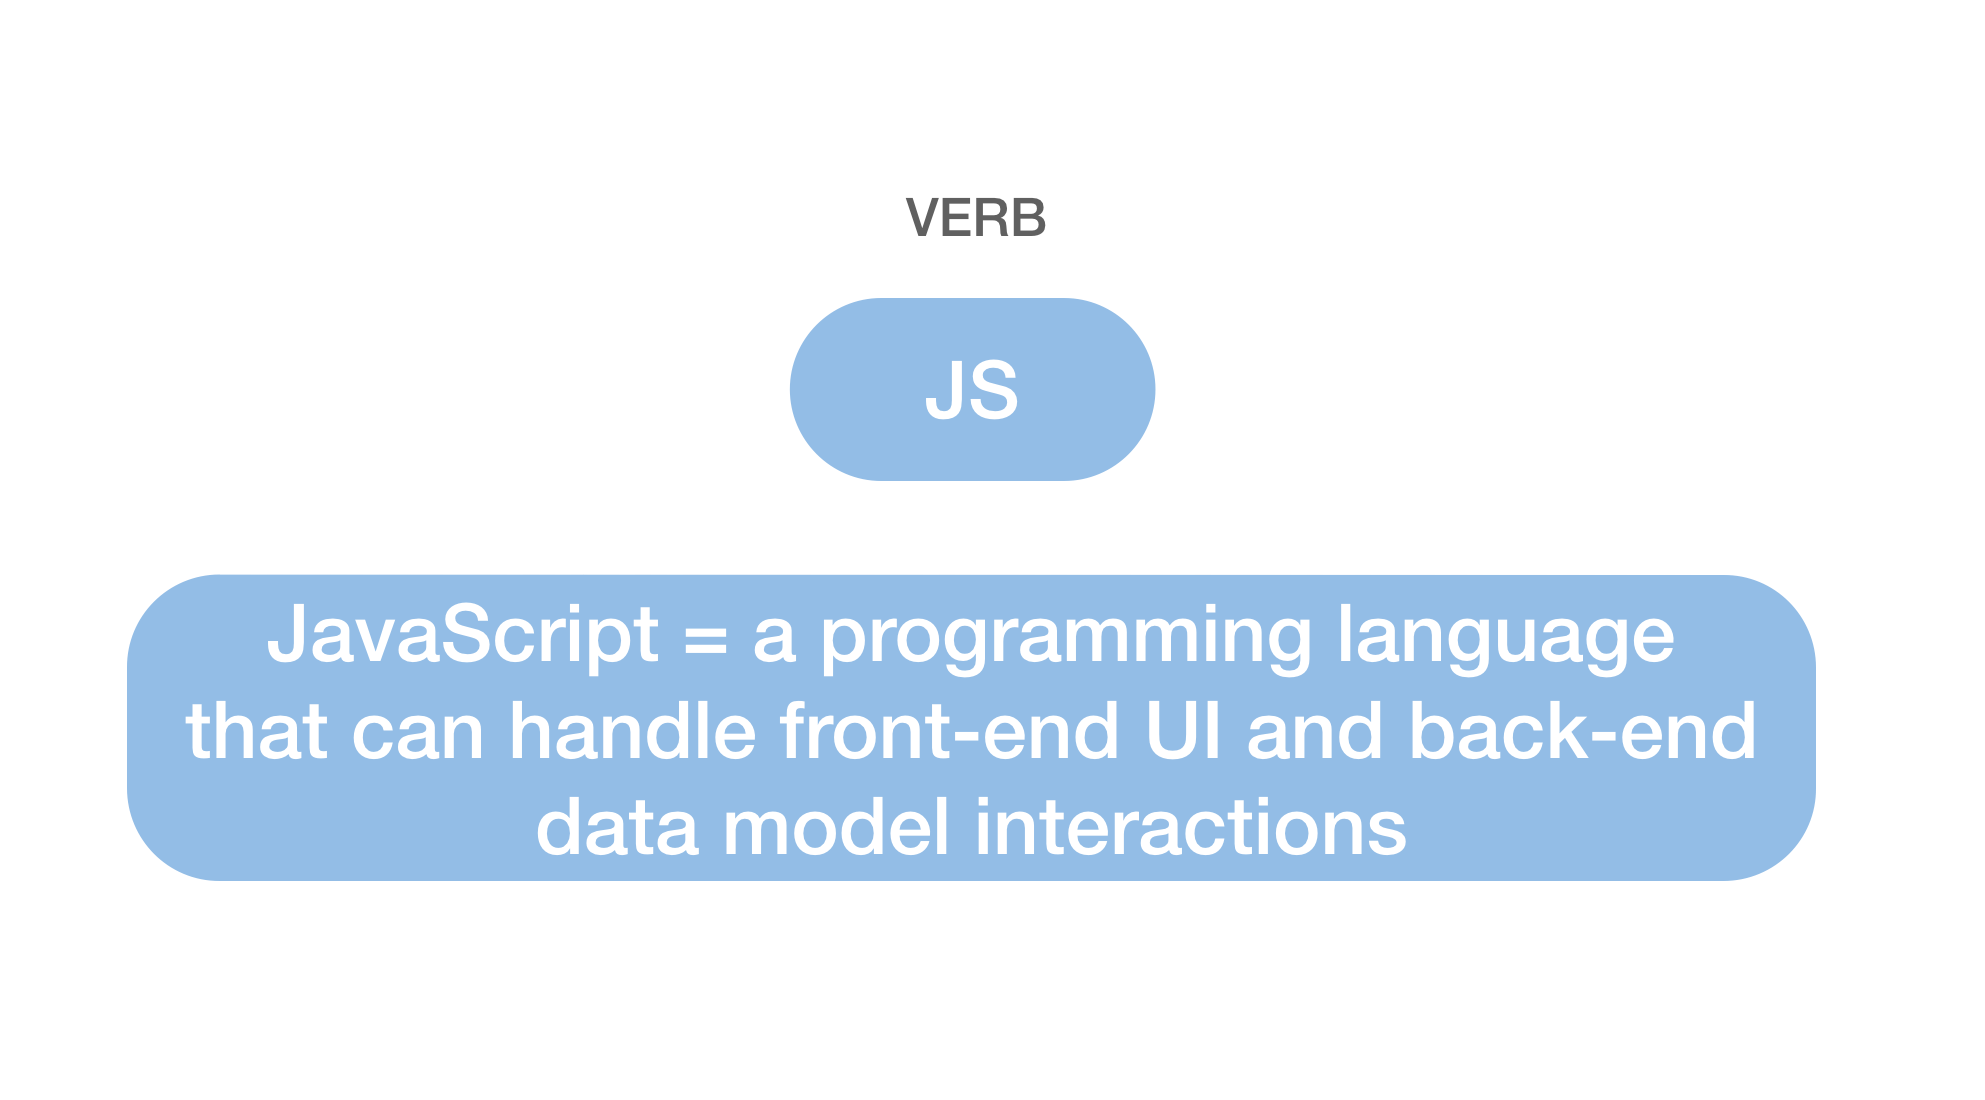 VERB
JS
JavaScript = a programming language
that can handle front-end UI and back-end
data model interactions